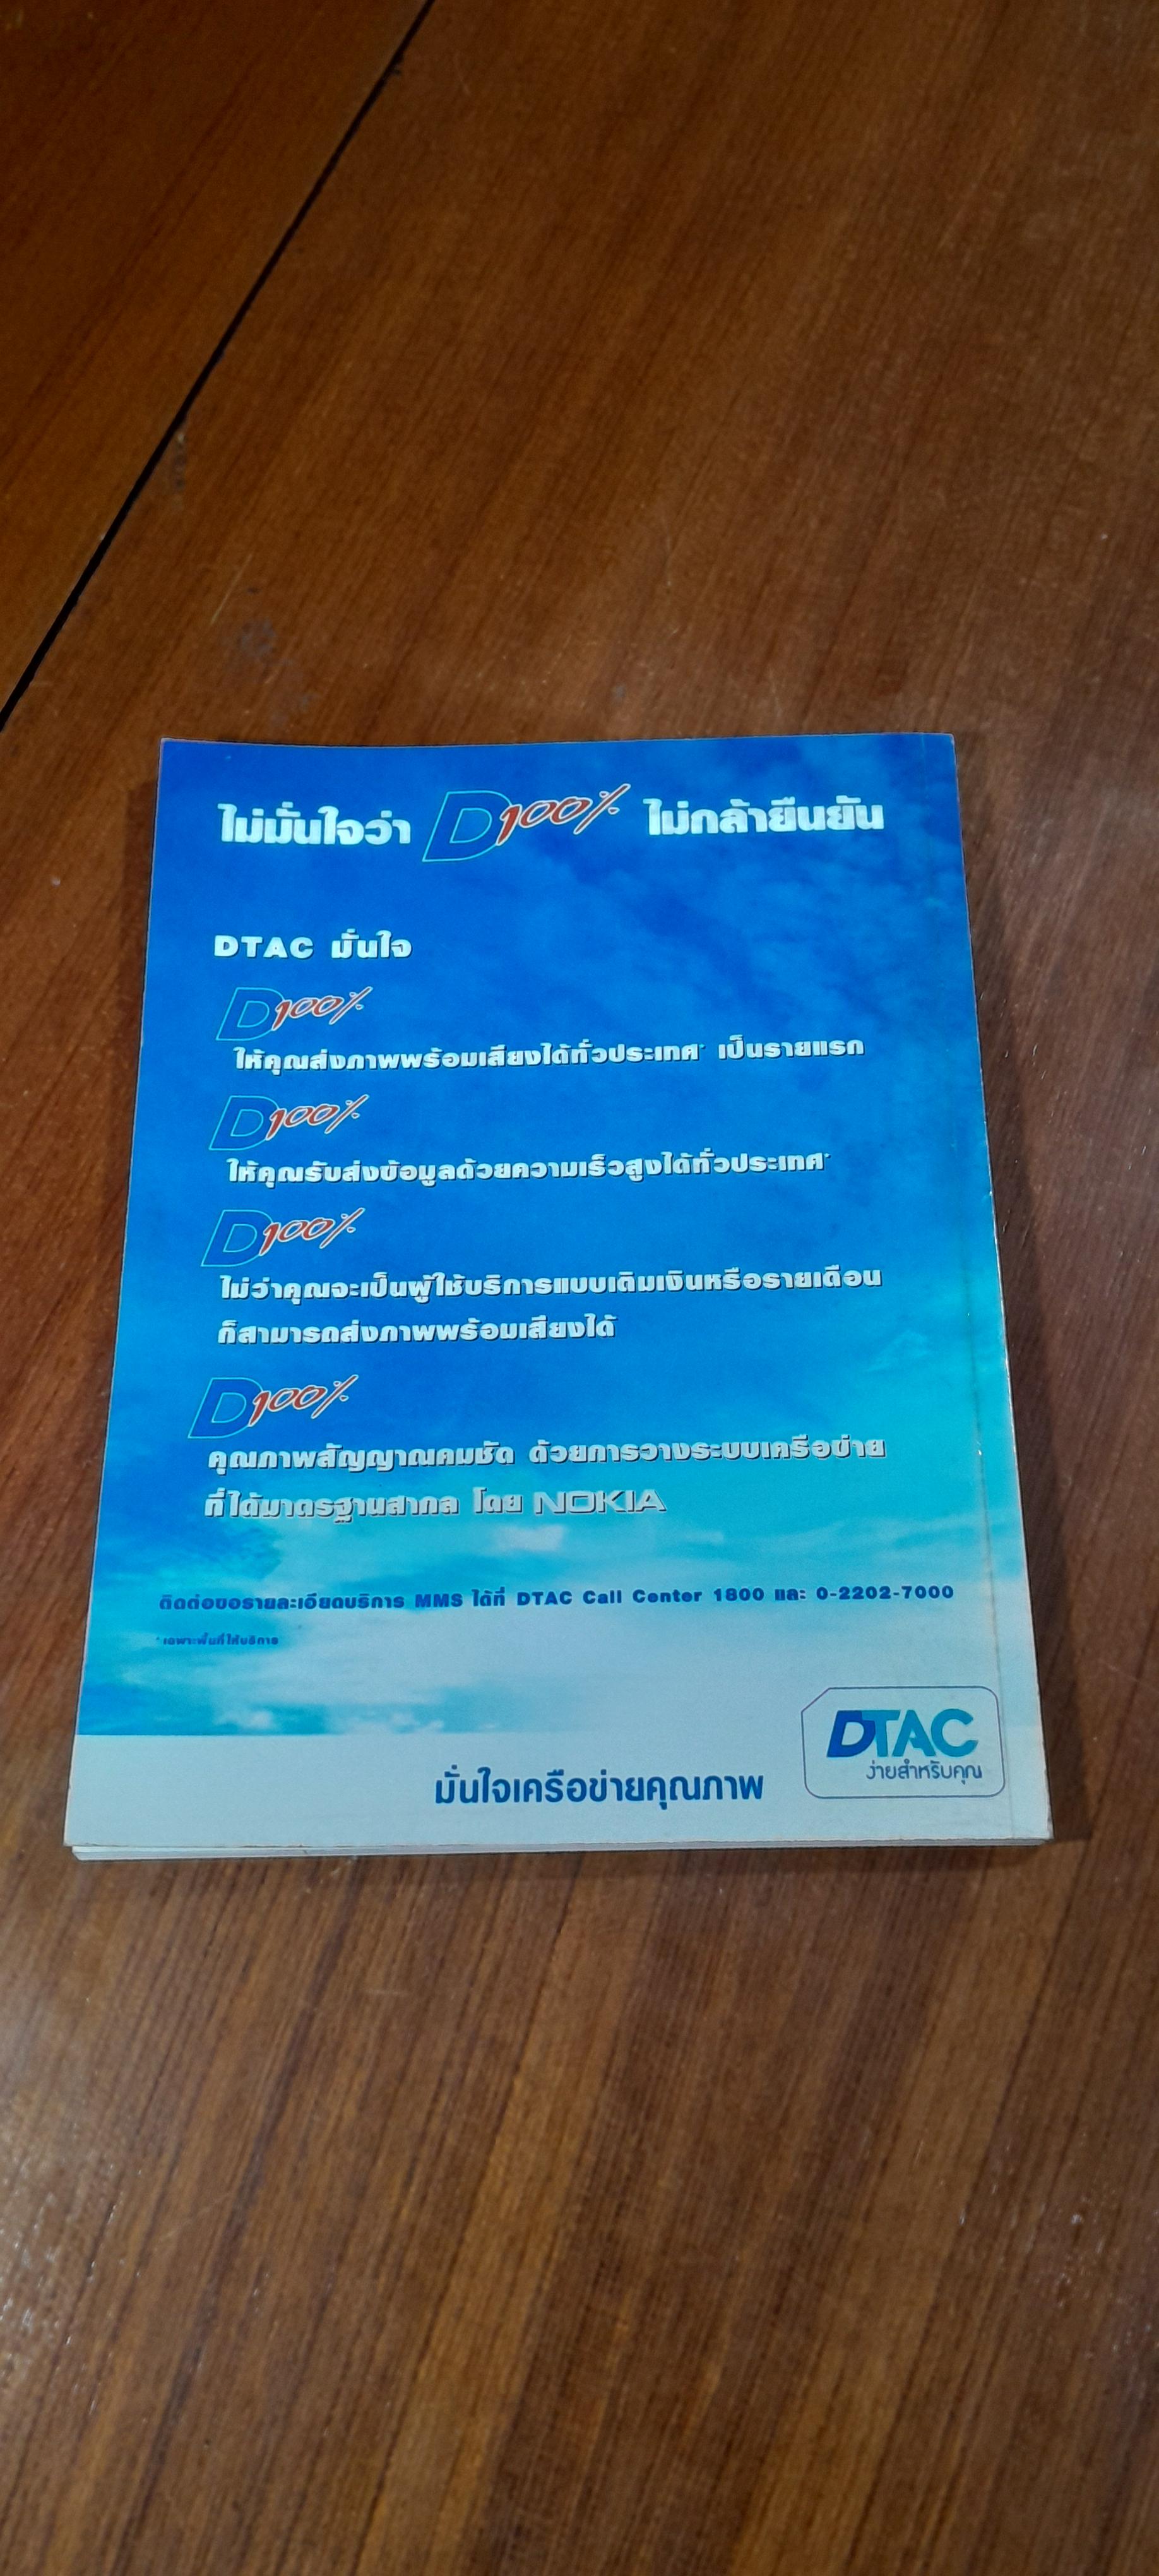 ไม่มั่นใจว่า D100% ไม่กล้ายืนยัน
DTAC มั่นใจ
D100%
ให้คุณส่งภาพพร้อมเสียงได้ทั่วประเทศ* เป็นรายแรก
D100%
ให้คุณรับส่งข้อมูลด้วยความเร็วสูงได้ทั่วประเทศ*
D100%
ไม่ว่าคุณจะเป็นผู้ใช้บริการแบบเติมเงินหรือรายเดือน
ก็สามารถส่งภาพพร้อมเสียงได้
D100%
คุณภาพสัญญาณคมชัด ด้วยการวางระบบเครือข่าย
ที่ได้มาตรฐานสากล โดย NOKIA
ติดต่อขอรายละเอียดบริการ MMS ได้ที่ DTAC Call Center 1800 และ 0-2202-7000
*เฉพาะพื้นที่ให้บริการ
DTAC
ง่ายสำหรับคุณ
มั่นใจเครือข่ายคุณภาพ